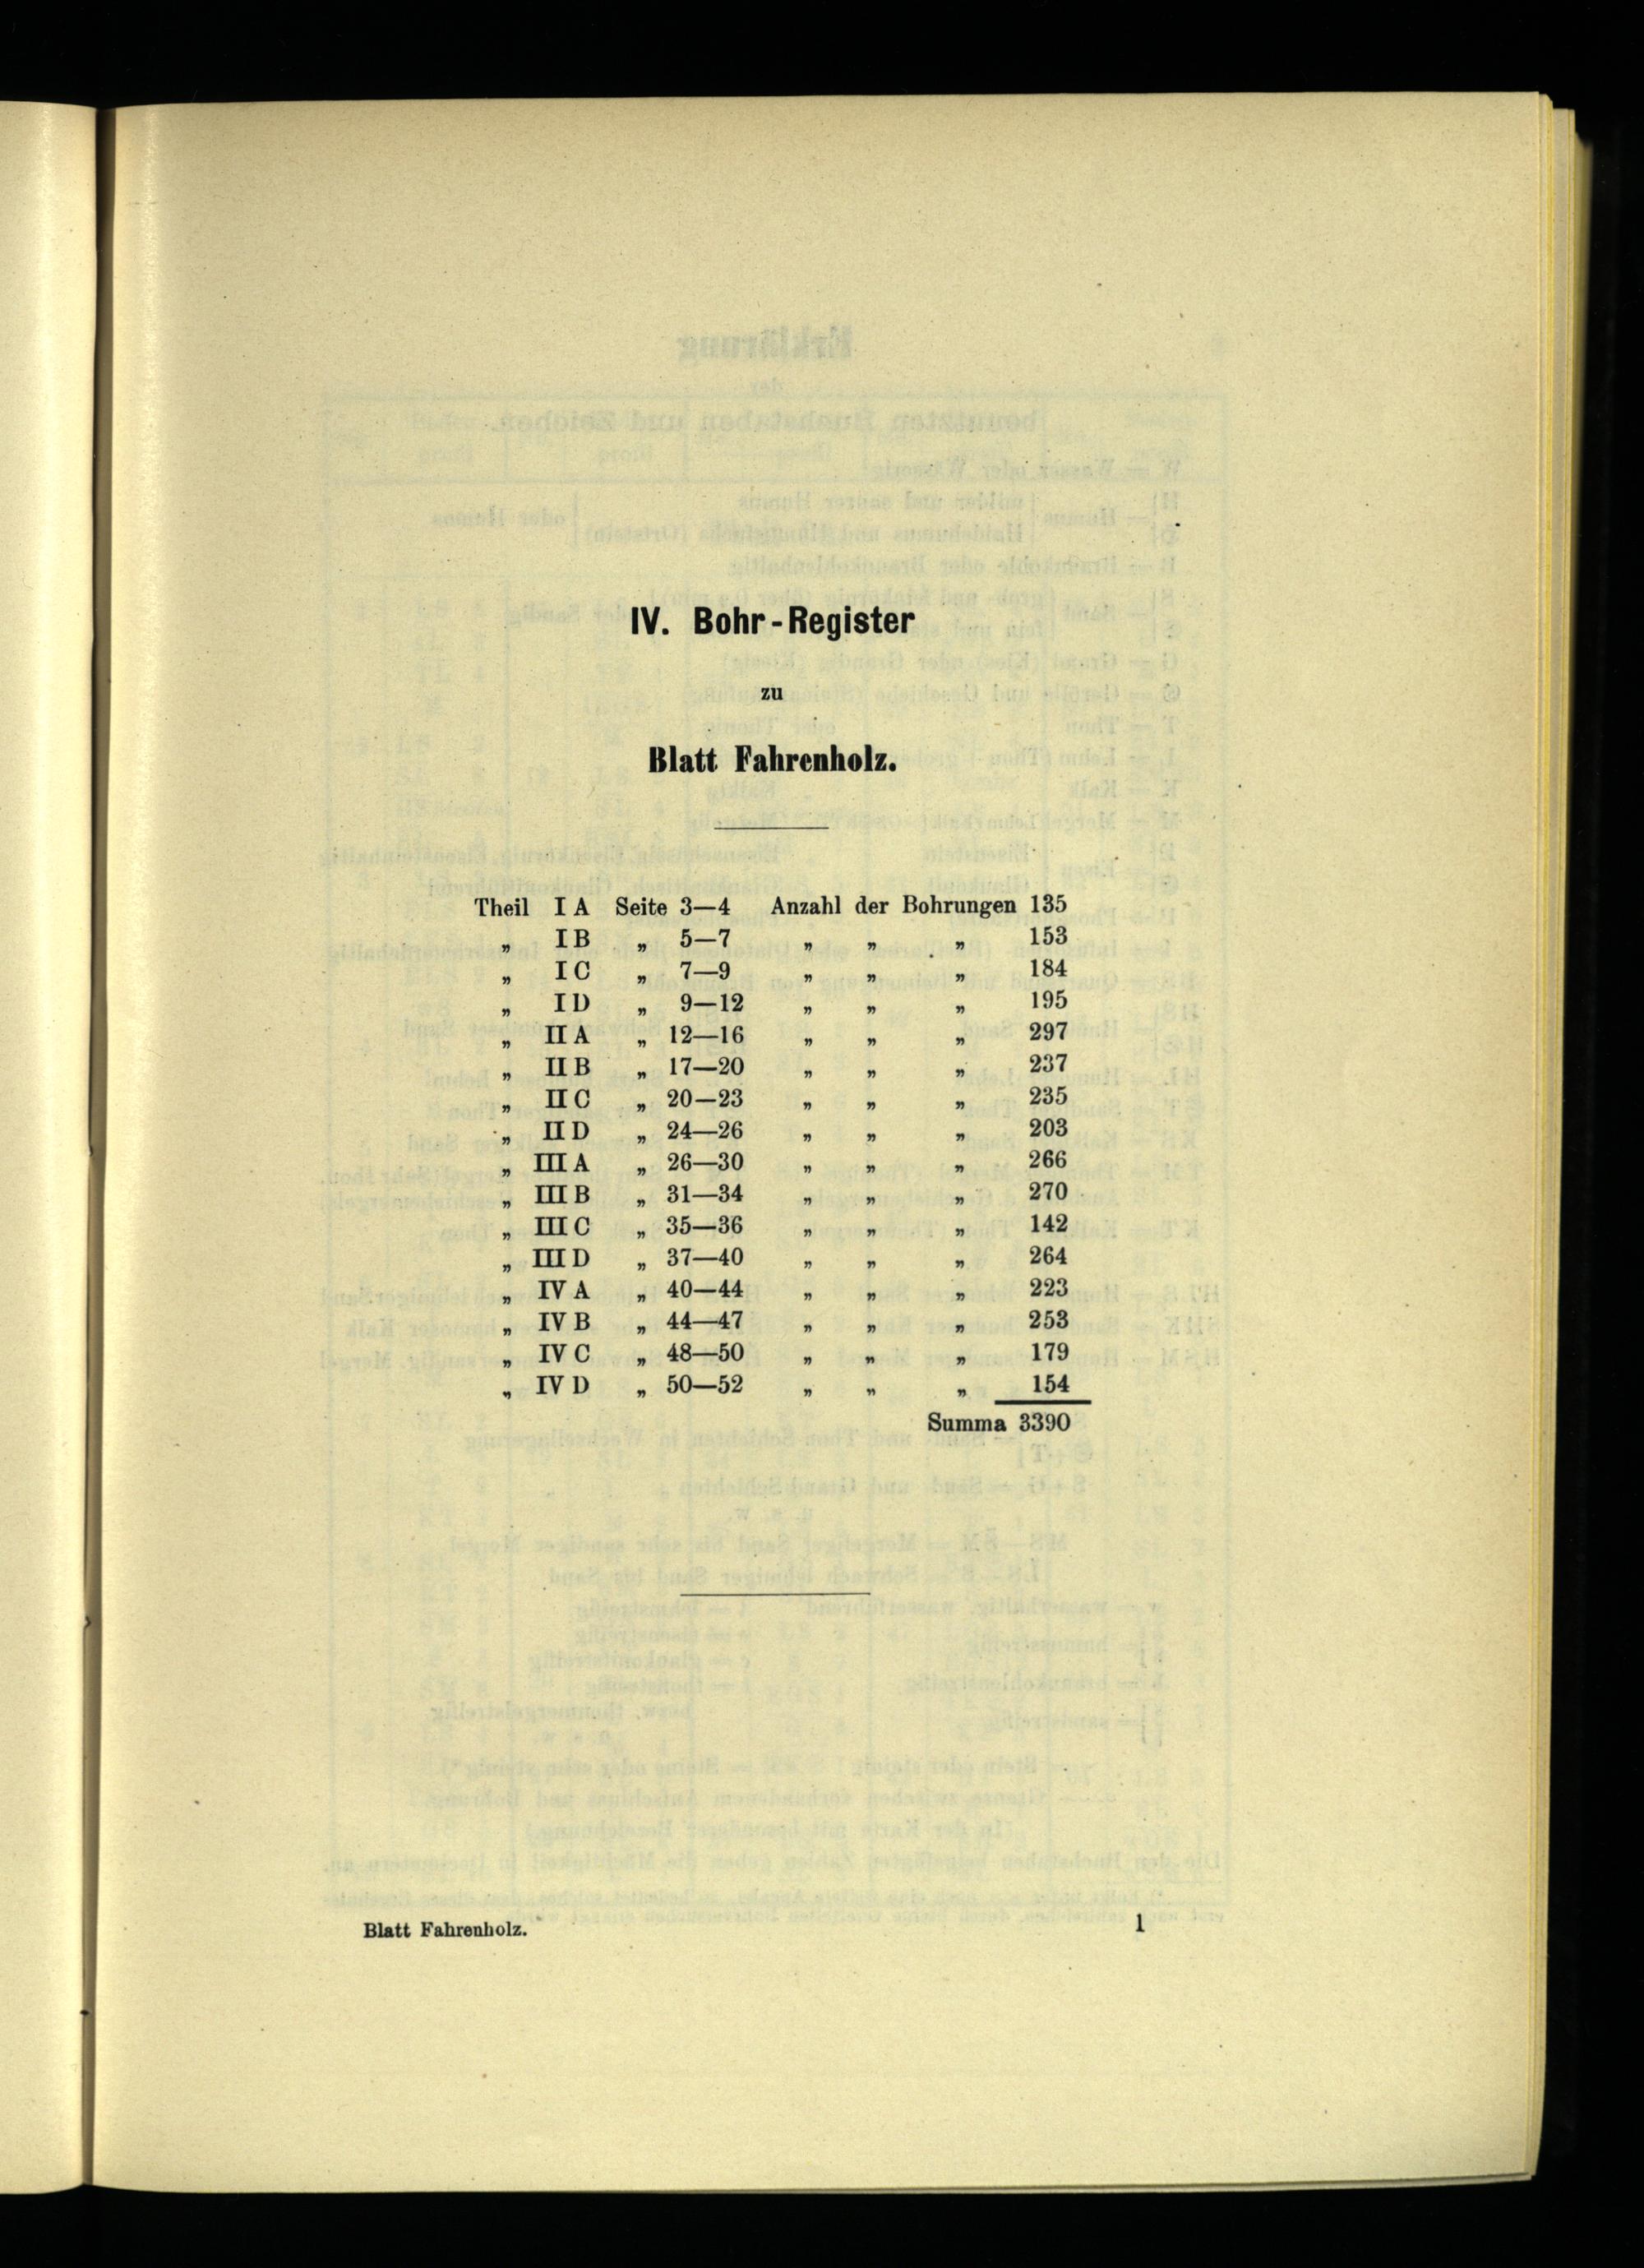 IV. Bohr-Register
zu
Blatt Fahrenholz.
Theil I A Seite 3—4 Anzahl der Bohrungen 135
„ I B „ 5—7 „ „ „ 153
„ I C „ 7—9 „ „ „ 184
„ I D „ 9—12 „ „ „ 195
„ II A „ 12—16 „ „ „ 297
„ II B „ 17—20 „ „ „ 237
„ II C „ 20—23 „ „ „ 235
„ II D „ 24—26 „ „ „ 203
„ III A „ 26—30 „ „ „ 266
„ III B „ 31—34 „ „ „ 270
„ III C „ 35—36 „ „ „ 142
„ III D „ 37—40 „ „ „ 264
„ IV A „ 40—44 „ „ „ 223
„ IV B „ 44—47 „ „ „ 253
„ IV C „ 48—50 „ „ „ 179
„ IV D „ 50—52 „ „ „ 154
Summa 3390
Blatt Fahrenholz. 1